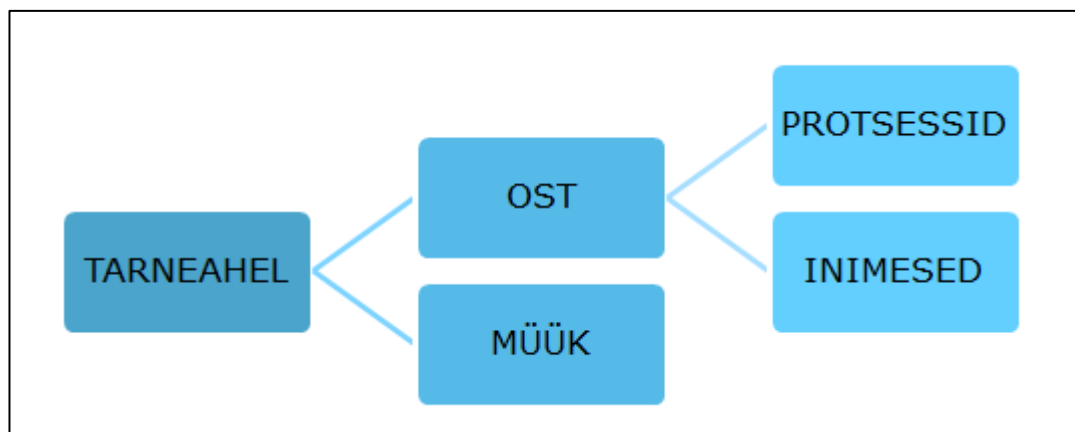 TARNEAHEL
OST
MÜÜK
PROTSESSID
INIMESED